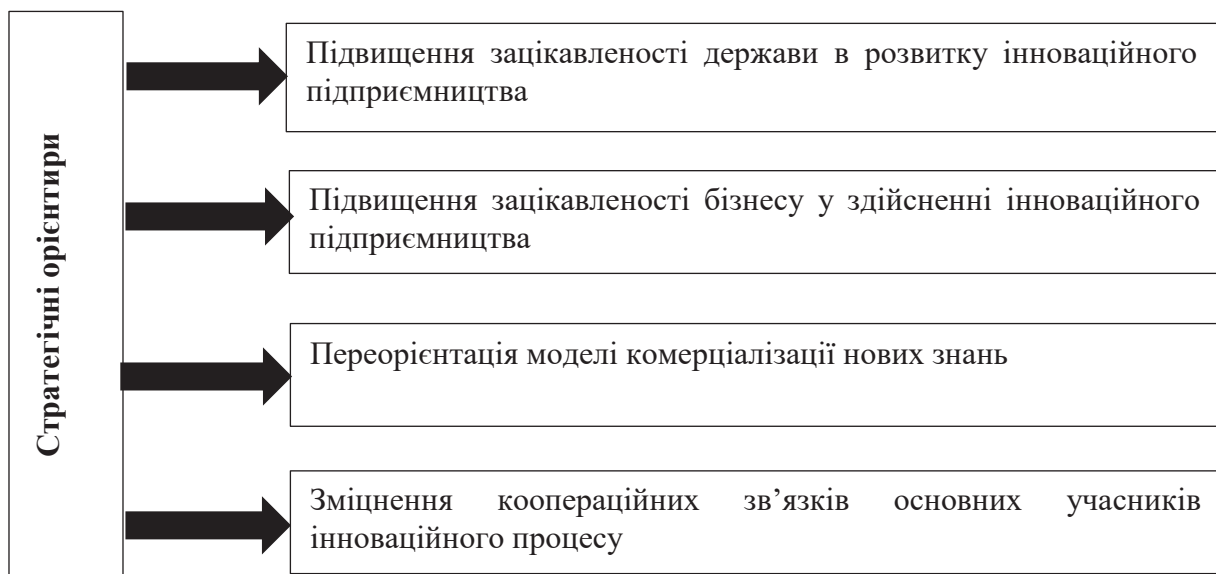 Стратегічні орієнтири
Підвищення зацікавленості держави в розвитку інноваційного
підприємництва
Підвищення зацікавленості бізнесу у здійсненні інноваційного
підприємництва
Переорієнтація моделі комерціалізації нових знань
Зміцнення коопераційних зв’язків основних учасників
інноваційного процесу